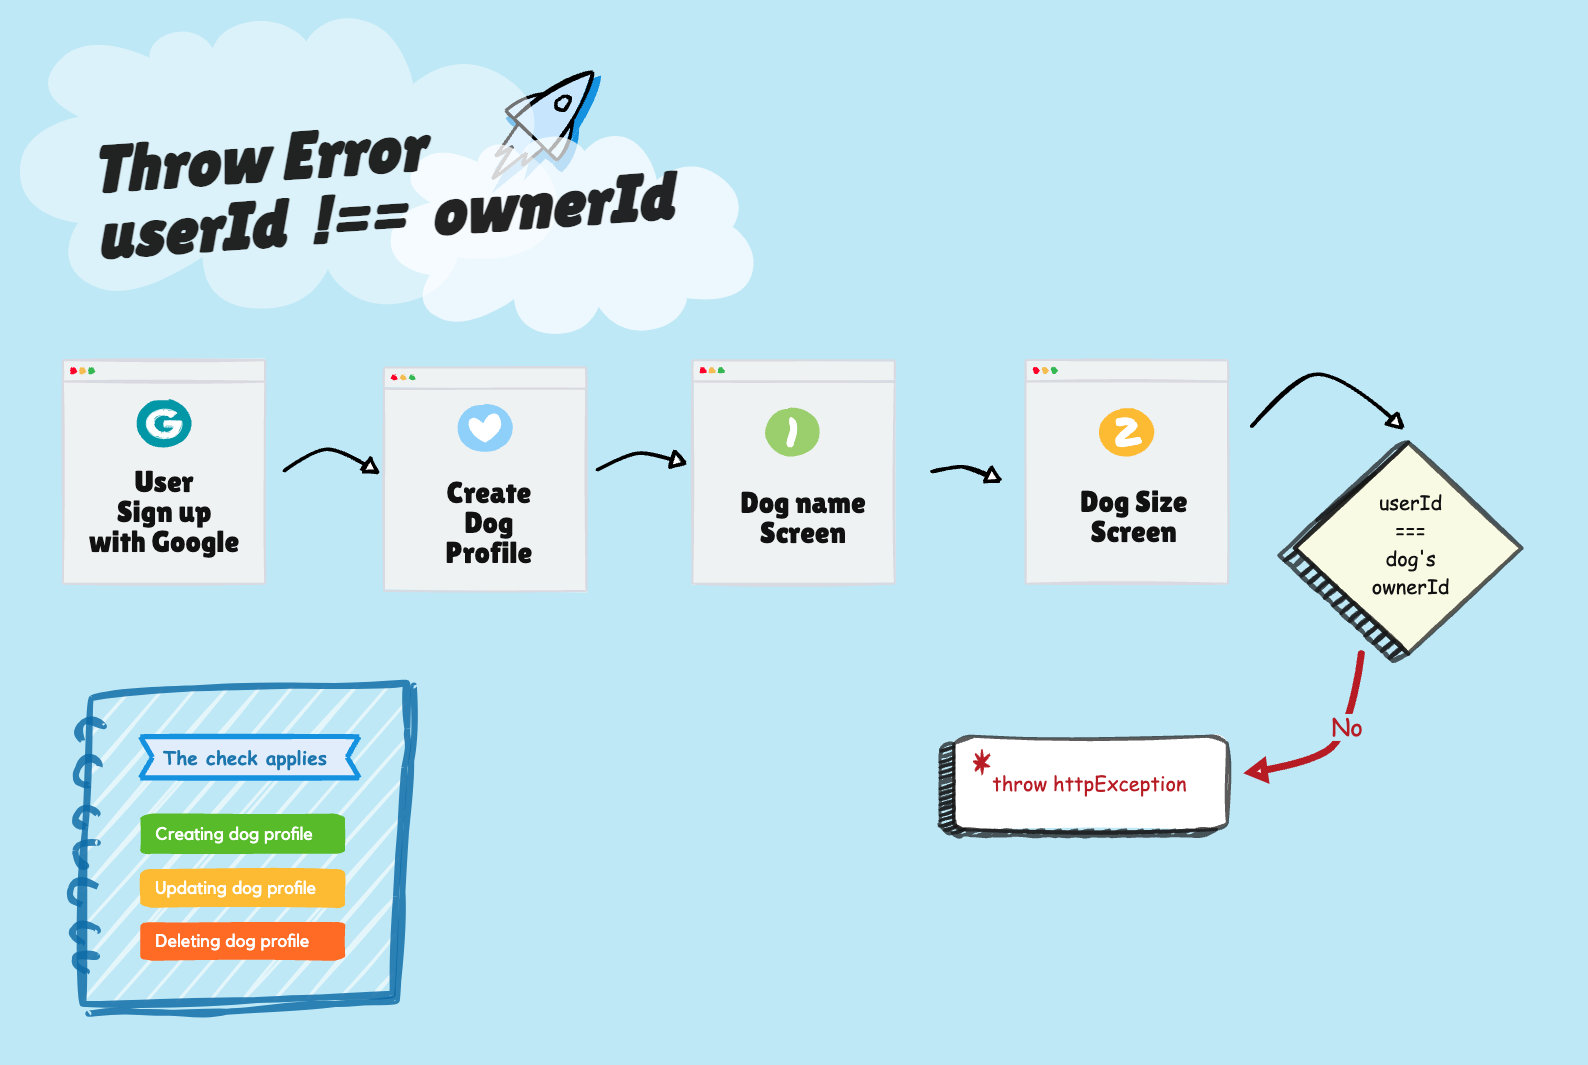 Throw Error
userId !== ownerId
G
User
Sign up
with Google
Create
Dog
Profile
1
Dog name
Screen
2
Dog Size
Screen
userId
===
dog's
ownerId
No
* throw httpException
The check applies
Creating dog profile
Updating dog profile
Deleting dog profile